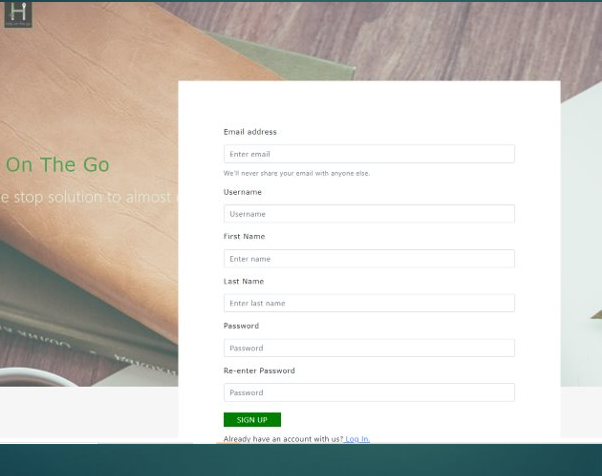 H
On The Go
e stop solution to almost
Email address
Enter email
We'll never share your email with anyone else.
Username
Username
First Name
Enter name
Last Name
Enter last name
Password
Password
Re-enter Password
Password
SIGN UP
Already have an account with us? Log In.